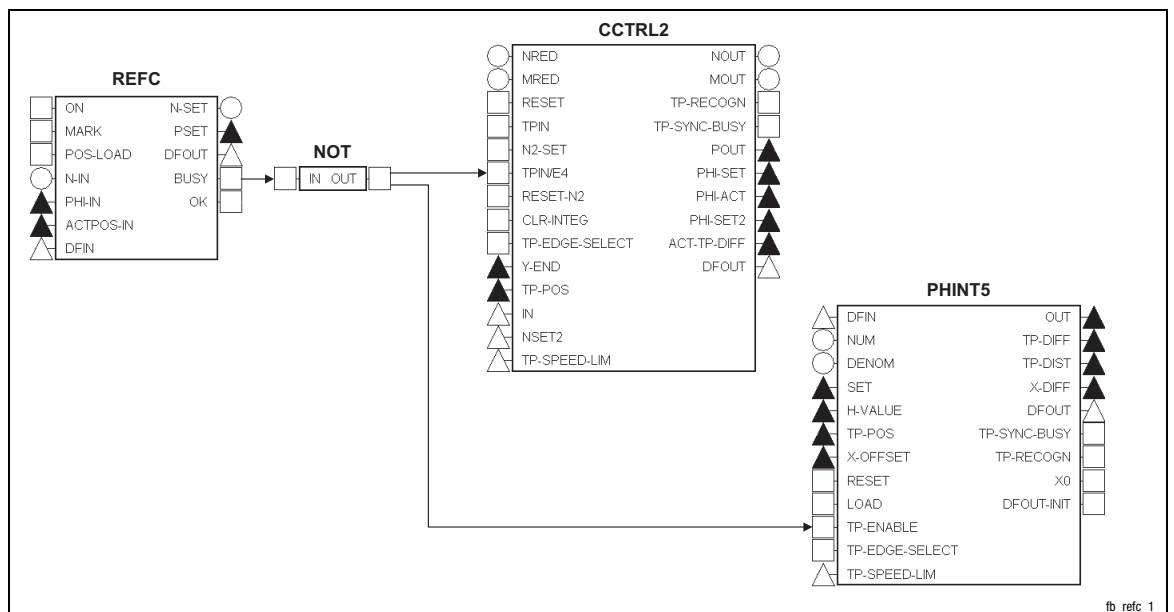 CCTRL2
NRED NOUT
MRED MOUT
RESET TP-RECOGN
TPIN TP-SYNC-BUSY
N2-SET POUT
TPIN/E4 PHI-SET
RESET-N2 PHI-ACT
CLR-INTEG PHI-SET2
TP-EDGE-SELECT ACT-TP-DIFF
Y-END DFOUT
TP-POS
IN
NSET2
TP-SPEED-LIM
REFC
ON N-SET
MARK PSET
POS-LOAD DFOUT
N-IN BUSY
PHI-IN OK
ACTPOS-IN
DFIN
NOT
IN OUT
PHINT5
DFIN OUT
NUM TP-DIFF
DENOM TP-DIST
SET X-DIFF
H-VALUE DFOUT
TP-POS TP-SYNC-BUSY
X-OFFSET TP-RECOGN
RESET X0
LOAD DFOUT-INIT
TP-ENABLE
TP-EDGE-SELECT
TP-SPEED-LIM
fb_refc_1